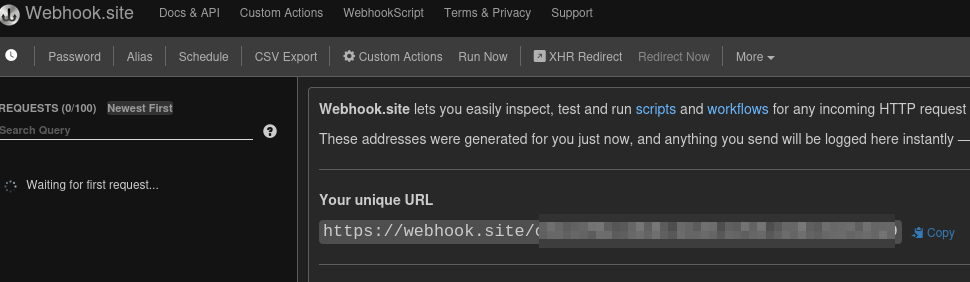 Webhook.site Docs & API Custom Actions WebhookScript Terms & Privacy Support
Password Alias Schedule CSV Export Custom Actions Run Now XHR Redirect Redirect Now More
REQUESTS (0/100) Newest First
Search Query
Waiting for first request...
Webhook.site lets you easily inspect, test and run scripts and workflows for any incoming HTTP request
These addresses were generated for you just now, and anything you send will be logged here instantly —
Your unique URL
https://webhook.site/ Copy